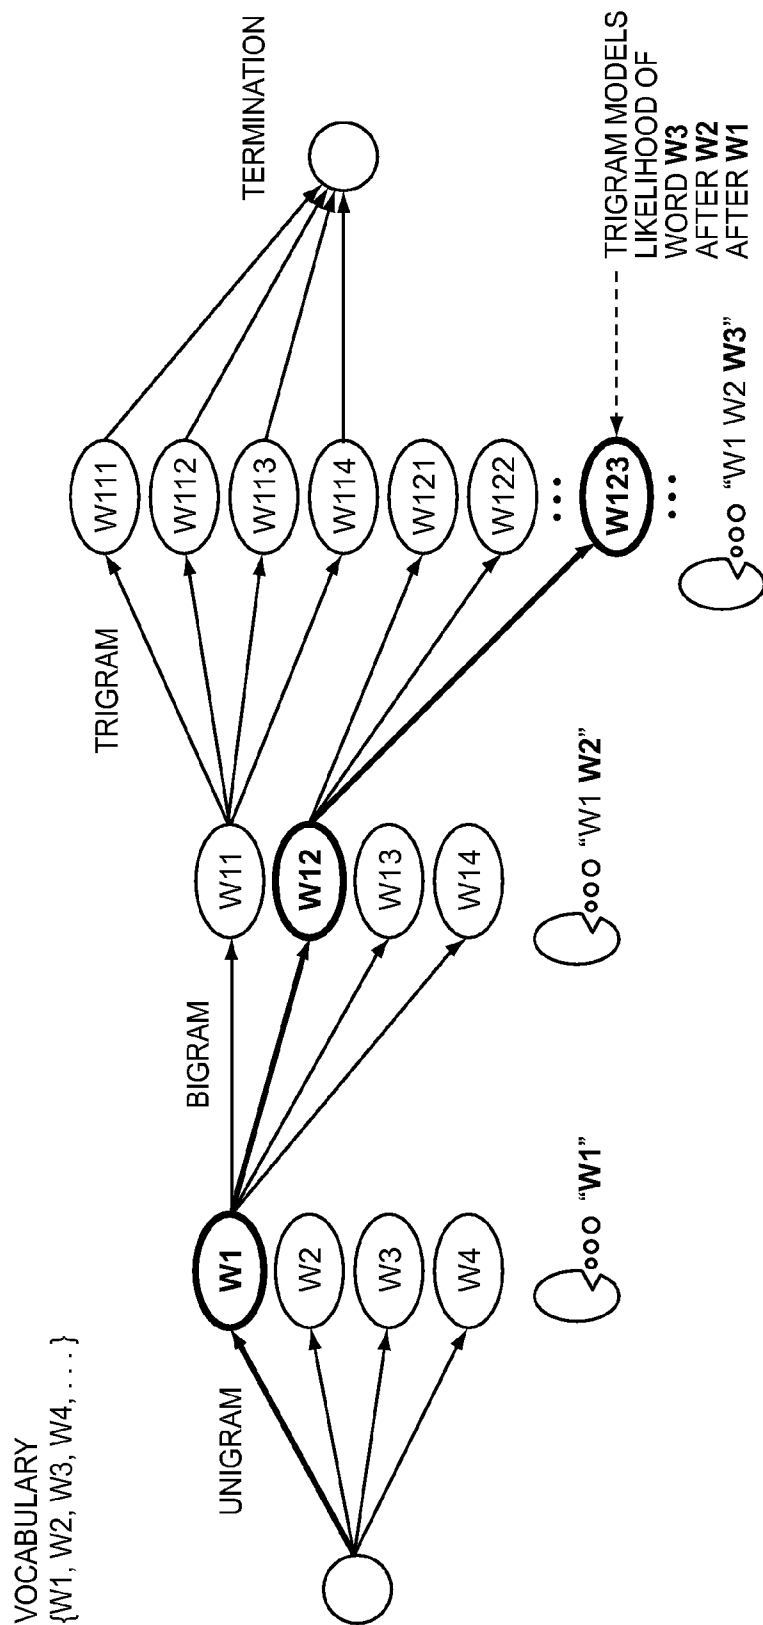 VOCABULARY
{W1, W2, W3, W4, . . . . }
UNIGRAM
W1
W2
W3
W4
“W1”
BIGRAM
W11
W12
W13
W14
“W1 W2”
TRIGRAM
W111
W112
W113
W114
W121
W122
W123
“W1 W2 W3”
TERMINATION
TRIGRAM MODELS
LIKELIHOOD OF
WORD W3
AFTER W2
AFTER W1